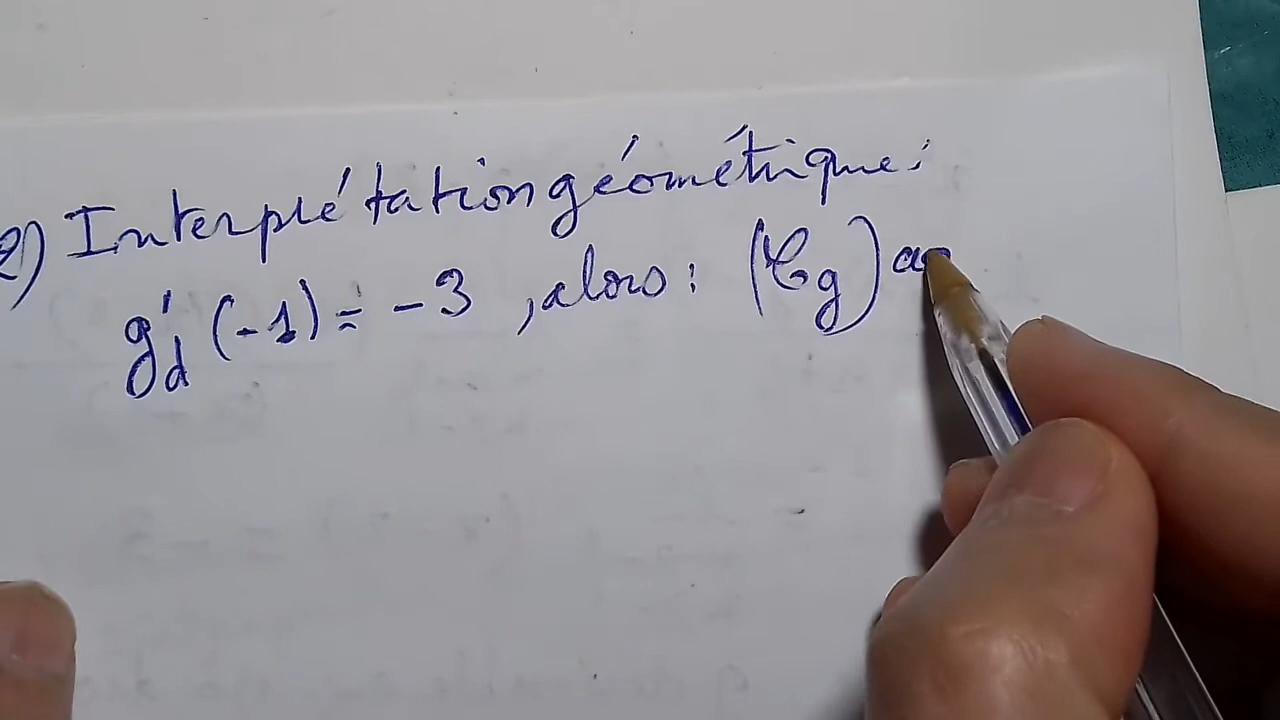 2) Interprétation géométrique:
g'd (-1) = -3 , alors : (Cg)